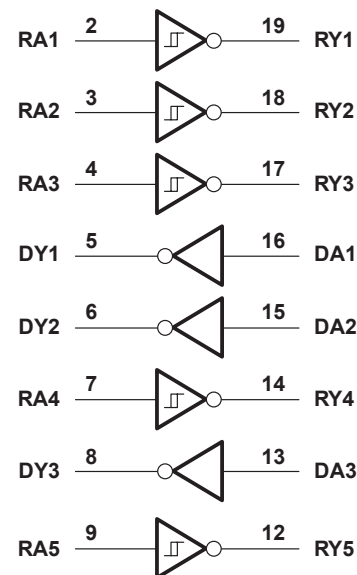 RA1 2 19 RY1
RA2 3 18 RY2
RA3 4 17 RY3
DY1 5 16 DA1
DY2 6 15 DA2
RA4 7 14 RY4
DY3 8 13 DA3
RA5 9 12 RY5